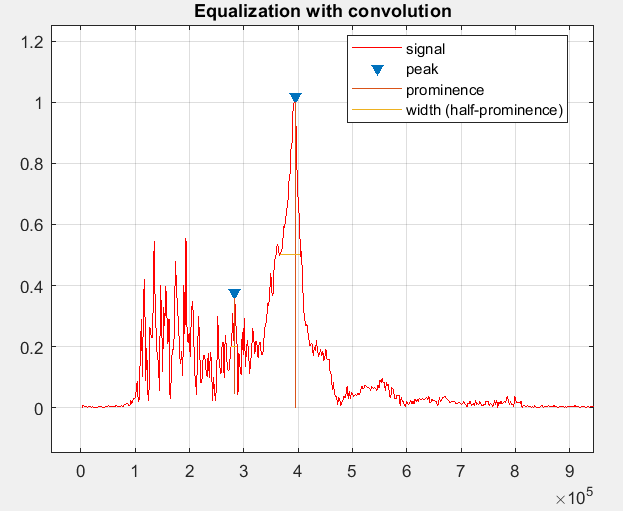 Equalization with convolution
signal
peak
prominence
width (half-prominence)
1.2
1
0.8
0.6
0.4
0.2
0
0 1 2 3 4 5 6 7 8 9
×10^5